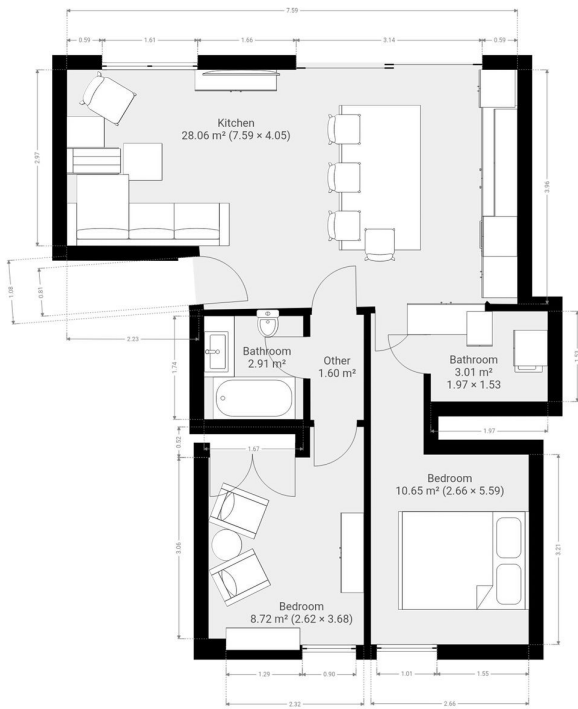 7.59
0.59
1.61
1.66
3.14
0.59
Kitchen
28.06 m² (7.59 × 4.05)
2.97
3.96
1.08
0.81
2.23
Bathroom
2.91 m²
Other
1.60 m²
Bathroom
3.01 m²
1.97 × 1.53
1.53
1.74
0.52
1.67
1.97
Bedroom
10.65 m² (2.66 × 5.59)
3.06
3.21
Bedroom
8.72 m² (2.62 × 3.68)
1.29
0.90
1.01
1.55
2.32
2.66